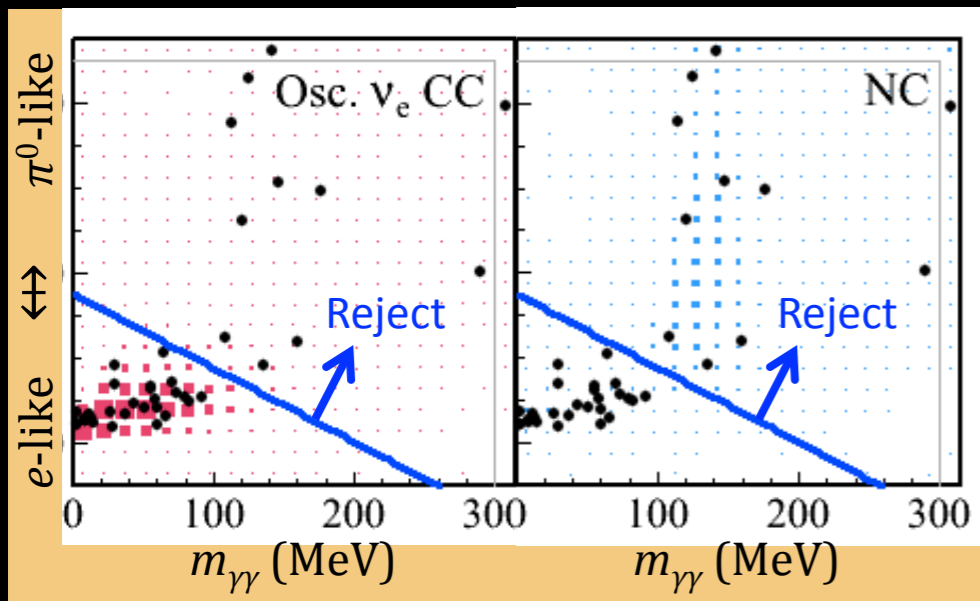 π⁰-like
↔
e-like
Osc. νₑ CC
Reject
0 100 200 300
m_γγ (MeV)
NC
Reject
100 200 300
m_γγ (MeV)